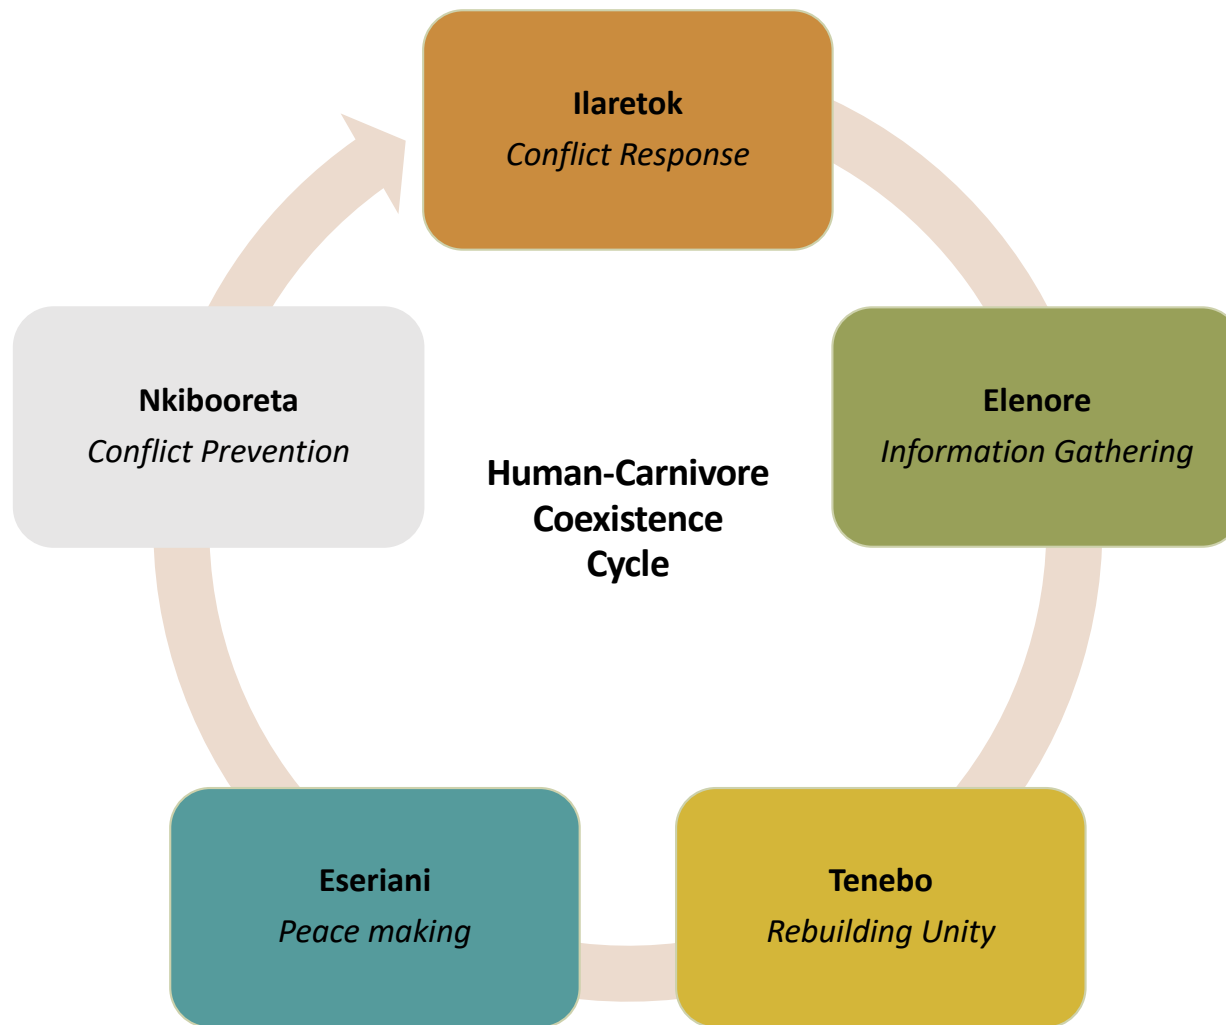 Ilaretok
Conflict Response
Elenore
Information Gathering
Tenebo
Rebuilding Unity
Eseriani
Peace making
Nkibooreta
Conflict Prevention
Human-Carnivore
Coexistence
Cycle